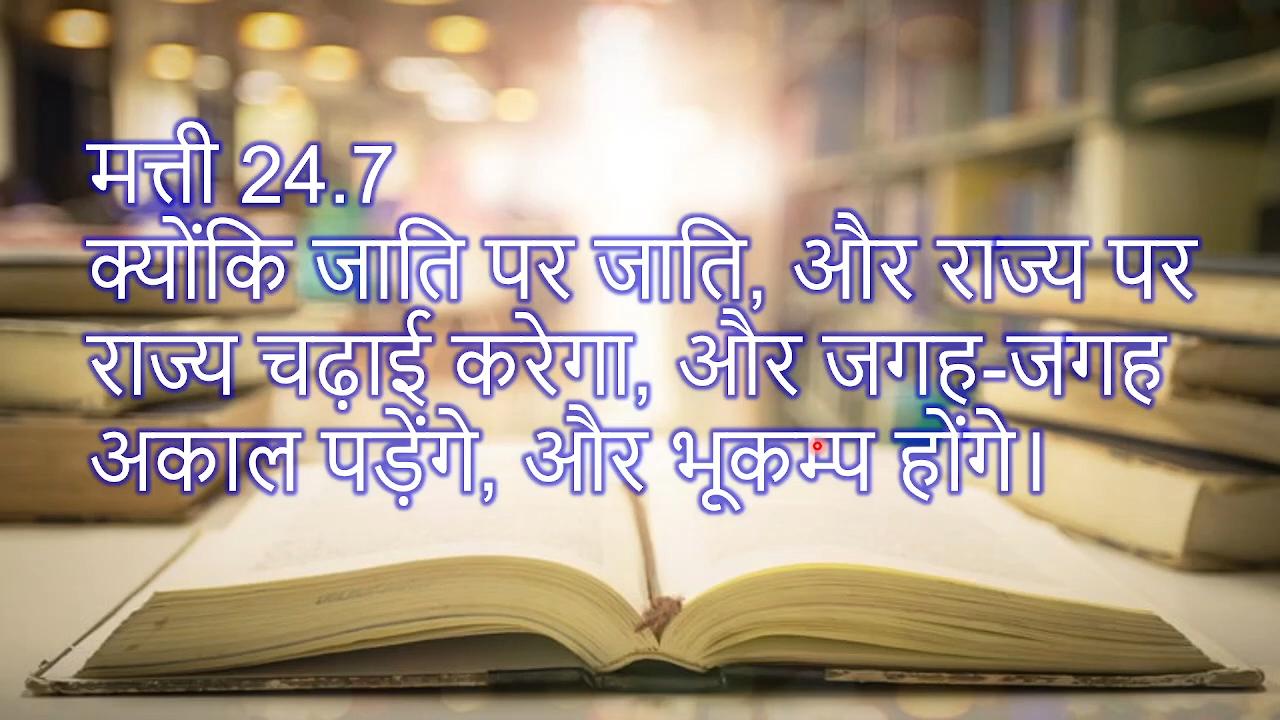 मत्ती 24.7
क्योंकि जाति पर जाति, और राज्य पर
राज्य चढ़ाई करेगा, और जगह-जगह
अकाल पड़ेंगे, और भूकम्प होंगे।